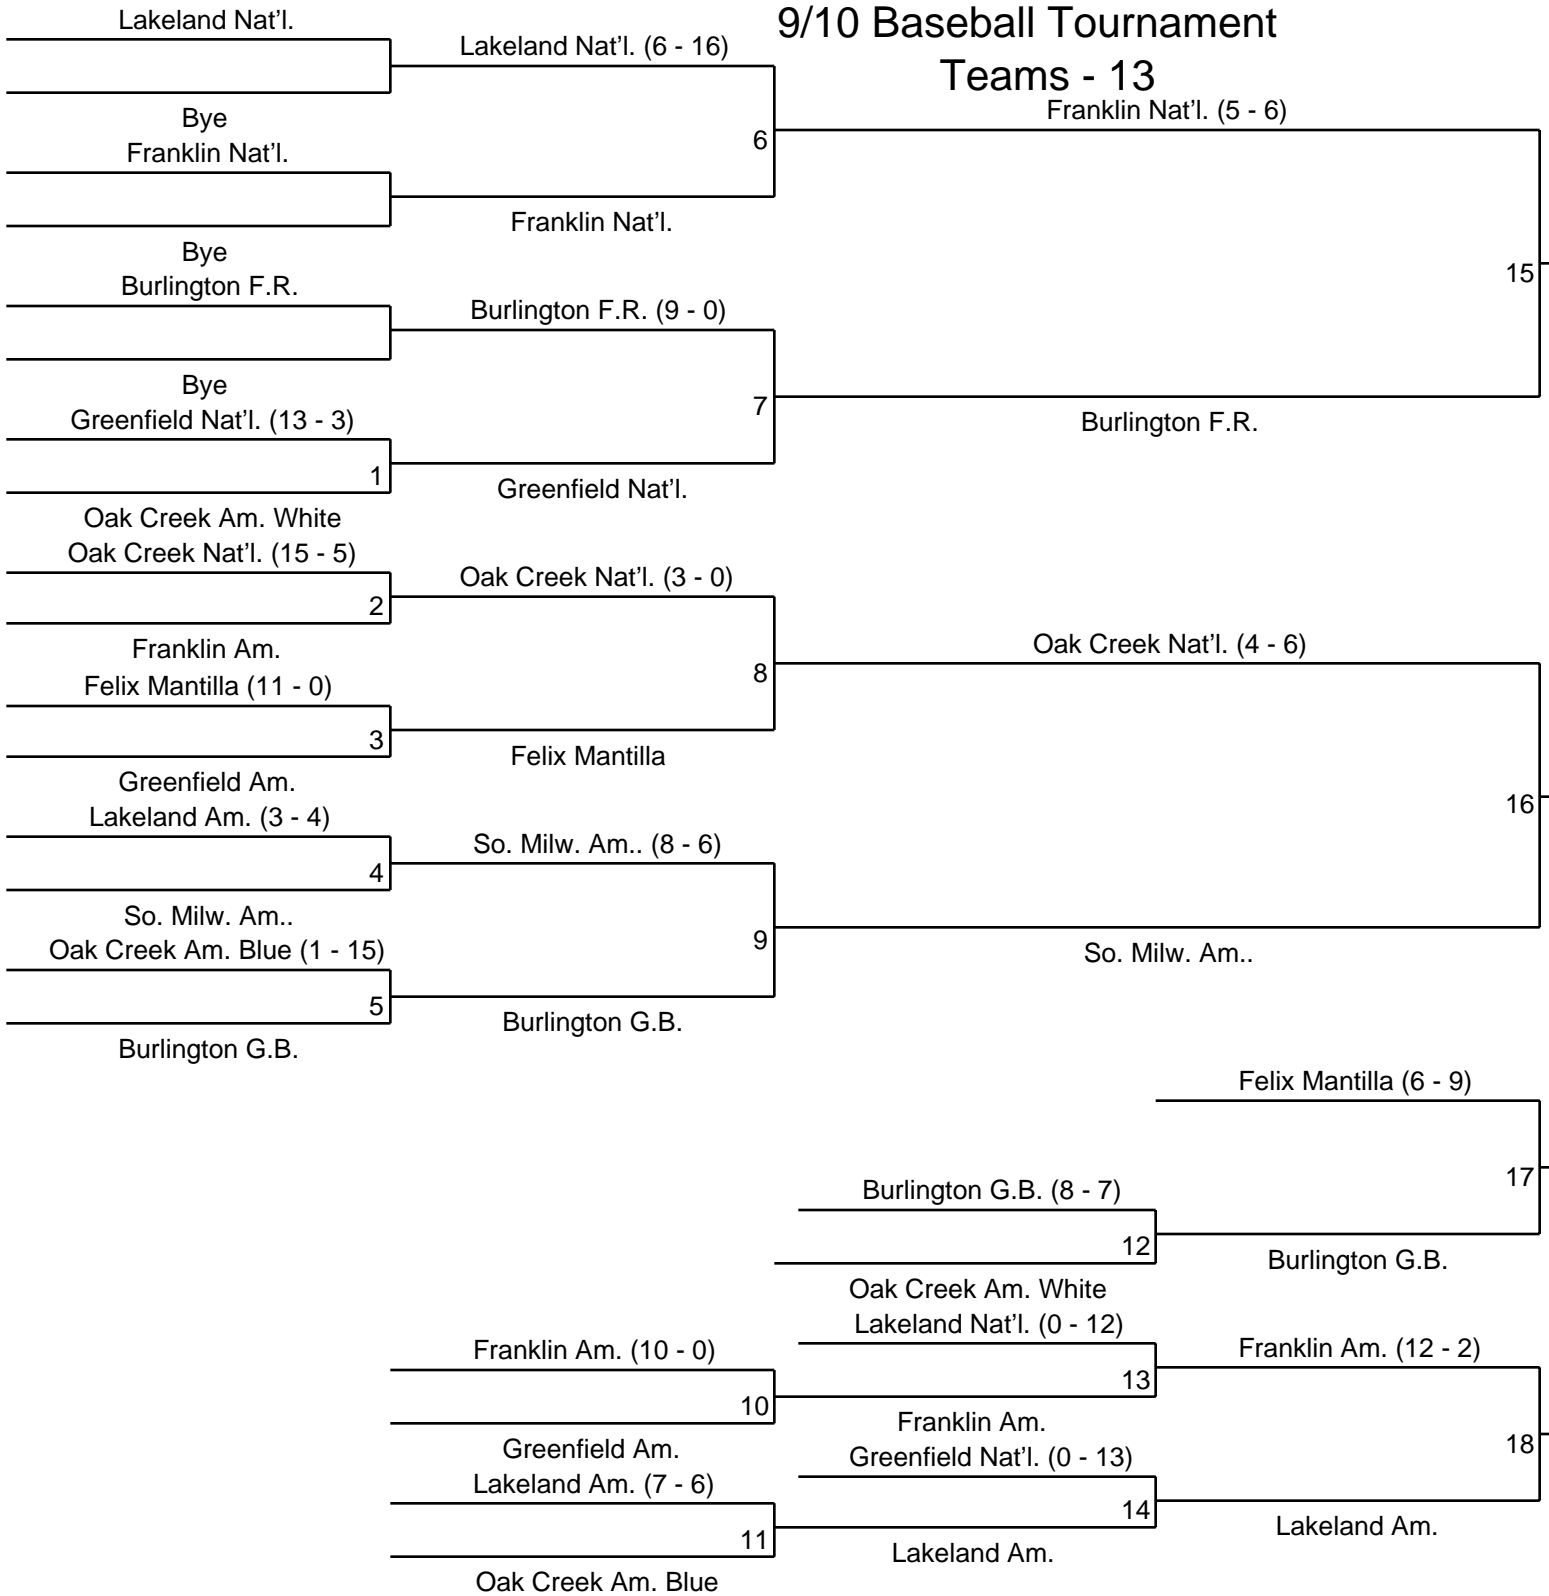 9/10 Baseball Tournament
Teams - 13
Lakeland Nat'l.
Bye
Franklin Nat'l.
Bye
Burlington F.R.
Bye
Greenfield Nat'l. (13 - 3)
1
Oak Creek Am. White
Oak Creek Nat'l. (15 - 5)
2
Franklin Am.
Felix Mantilla (11 - 0)
3
Greenfield Am.
Lakeland Am. (3 - 4)
4
So. Milw. Am..
Oak Creek Am. Blue (1 - 15)
5
Burlington G.B.
Lakeland Nat'l. (6 - 16)
6
Franklin Nat'l.
Burlington F.R. (9 - 0)
7
Greenfield Nat'l.
Oak Creek Nat'l. (3 - 0)
8
Felix Mantilla
So. Milw. Am.. (8 - 6)
9
Burlington G.B.
Franklin Nat'l. (5 - 6)
15
Burlington F.R.
Oak Creek Nat'l. (4 - 6)
16
So. Milw. Am..
Franklin Am. (10 - 0)
10
Greenfield Am.
Lakeland Am. (7 - 6)
11
Oak Creek Am. Blue
Burlington G.B. (8 - 7)
12
Oak Creek Am. White
Lakeland Nat'l. (0 - 12)
13
Franklin Am.
Greenfield Nat'l. (0 - 13)
14
Lakeland Am.
Felix Mantilla (6 - 9)
17
Burlington G.B.
Franklin Am. (12 - 2)
18
Lakeland Am.